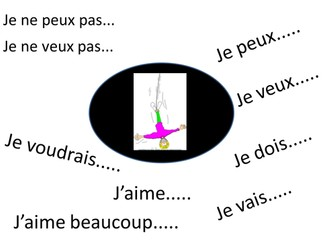 Je ne peux pas...
Je ne veux pas...
Je peux.....
Je veux.....
Je voudrais.....
Je dois.....
J'aime.....
Je vais.....
J'aime beaucoup.....